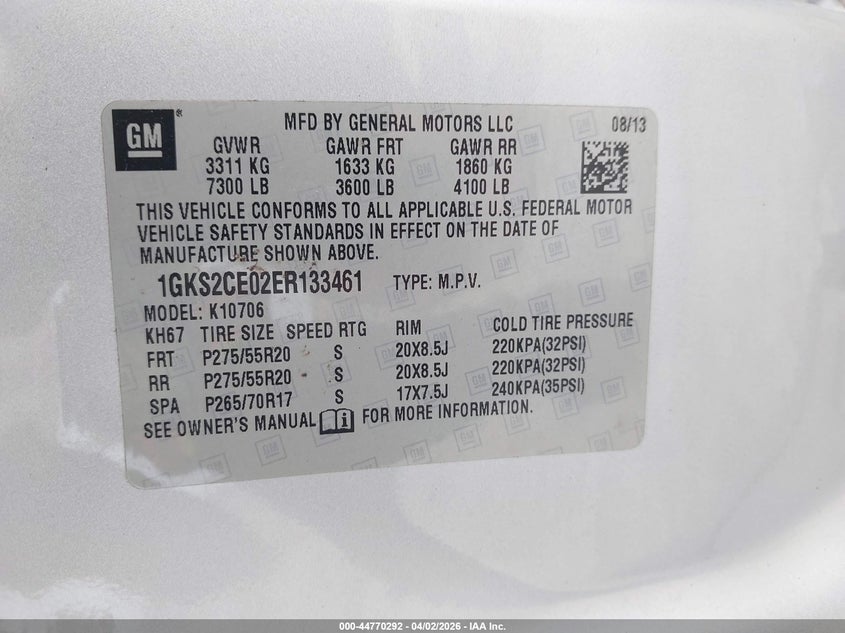 GM
MFD BY GENERAL MOTORS LLC 08/13
GVWR GAWR FRT GAWR RR
3311 KG 1633 KG 1860 KG
7300 LB 3600 LB 4100 LB
THIS VEHICLE CONFORMS TO ALL APPLICABLE U.S. FEDERAL MOTOR
VEHICLE SAFETY STANDARDS IN EFFECT ON THE DATE OF
MANUFACTURE SHOWN ABOVE.
1GKS2CE02ER133461 TYPE: M.P.V.
MODEL: K10706
KH67 TIRE SIZE SPEED RTG RIM COLD TIRE PRESSURE
FRT P275/55R20 S 20X8.5J 220KPA(32PSI)
RR P275/55R20 S 20X8.5J 220KPA(32PSI)
SPA P265/70R17 S 17X7.5J 240KPA(35PSI)
SEE OWNER'S MANUAL FOR MORE INFORMATION.
000-44770292 - 04/02/2026 - IAA Inc.